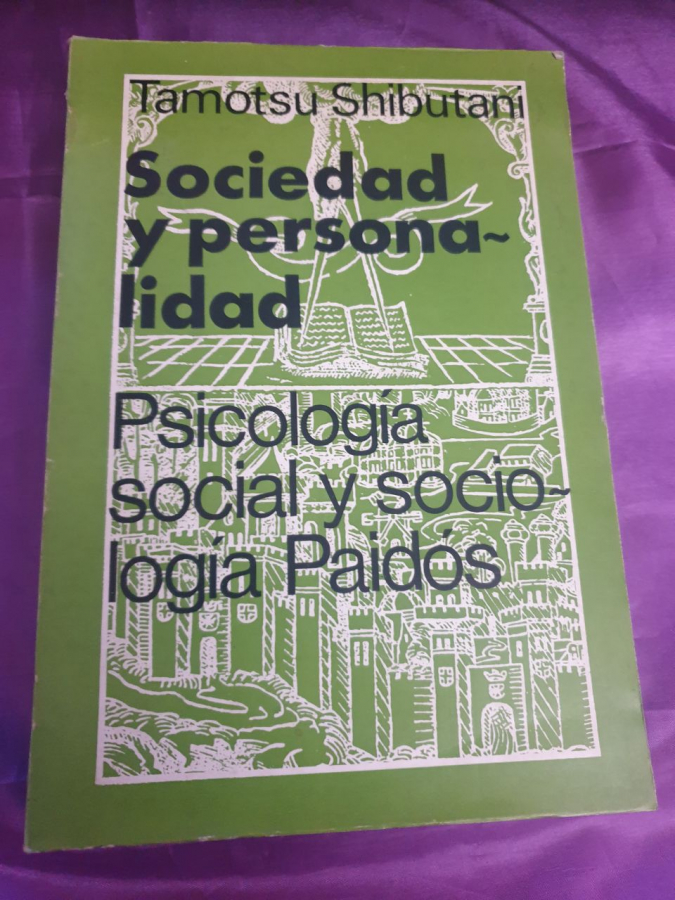 Tamotsu Shibutani
Sociedad
y persona~
lidad
Psicología
social y socio~
logía Paidós